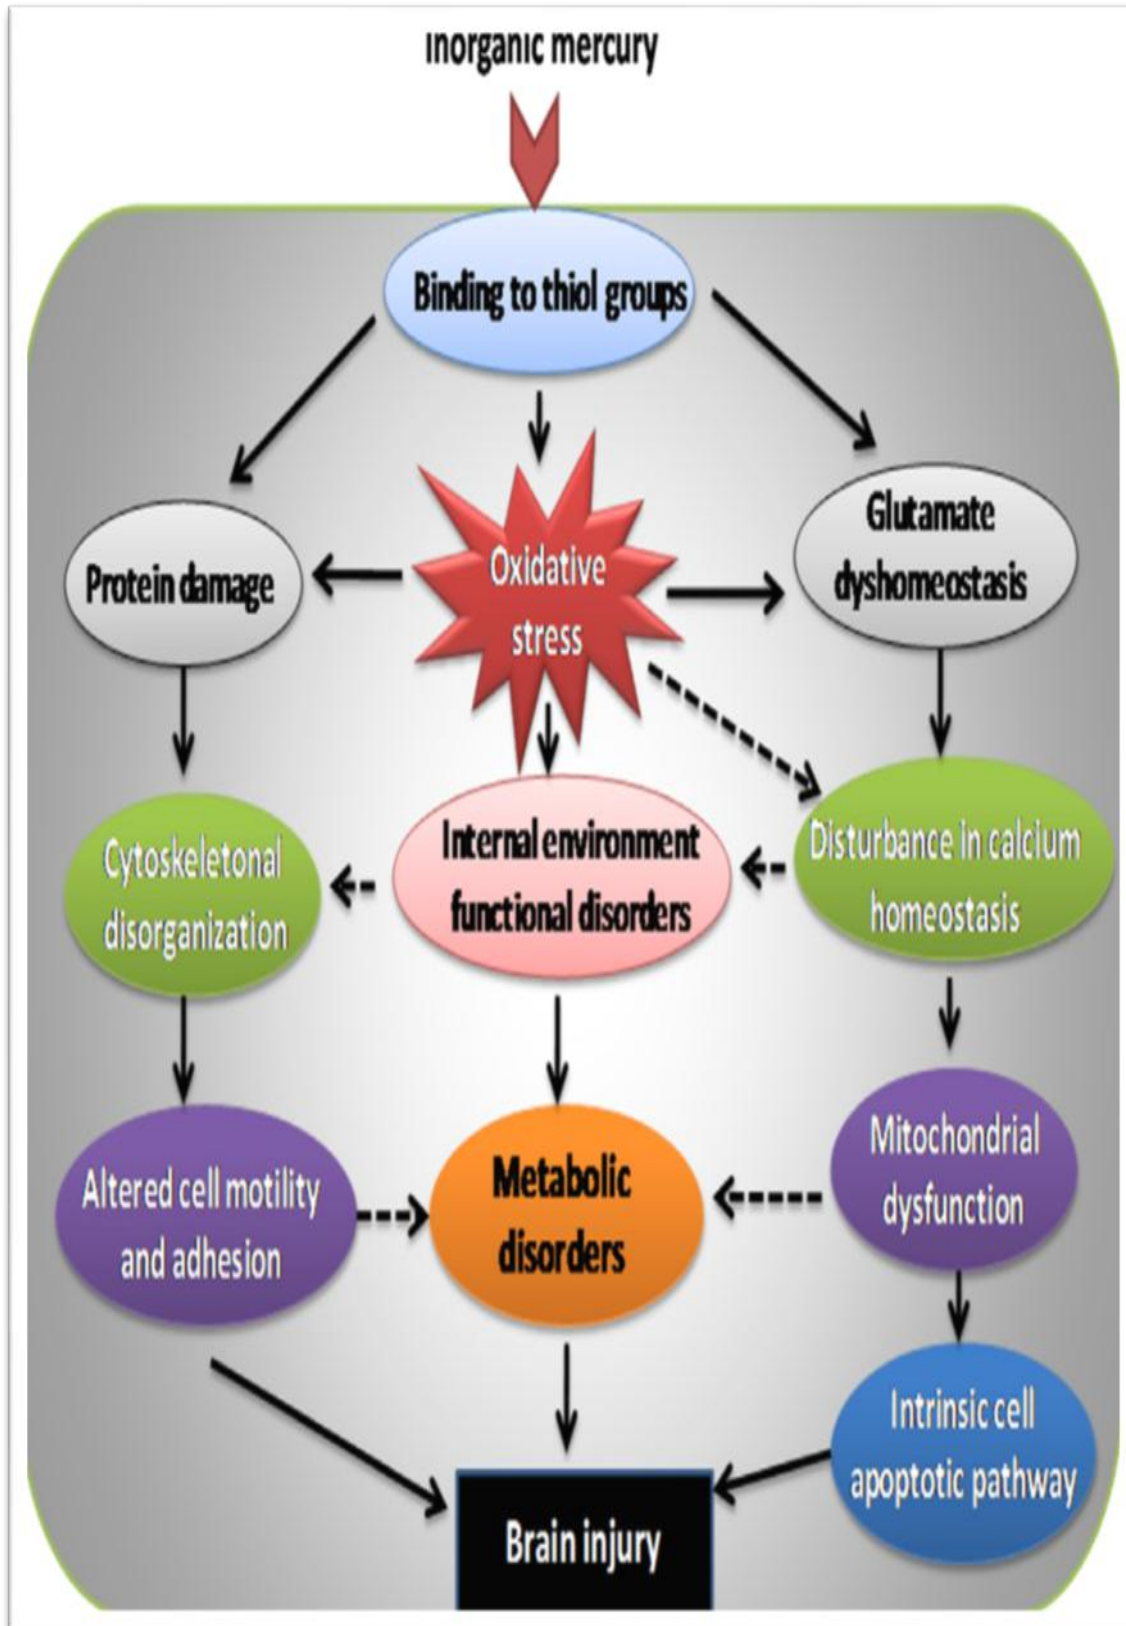 Inorganic mercury
Binding to thiol groups
Oxidative
stress
Protein damage
Glutamate
dyshomeostasis
Cytoskeletonal
disorganization
Internal environment
functional disorders
Disturbance in calcium
homeostasis
Altered cell motility
and adhesion
Metabolic
disorders
Mitochondrial
dysfunction
Intrinsic cell
apoptotic pathway
Brain injury